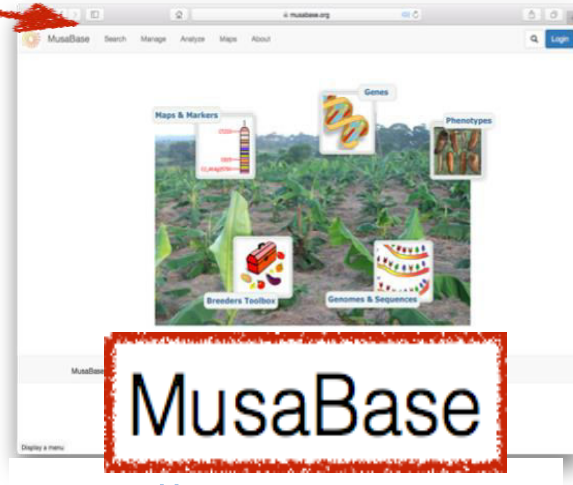 musabase.org
MusaBase Search Manage Analyze Maps About
Login
Genes
Maps & Markers
Phenotypes
Breeders Toolbox
Genomes & Sequences
MusaBase
MusaBase
Display a menu